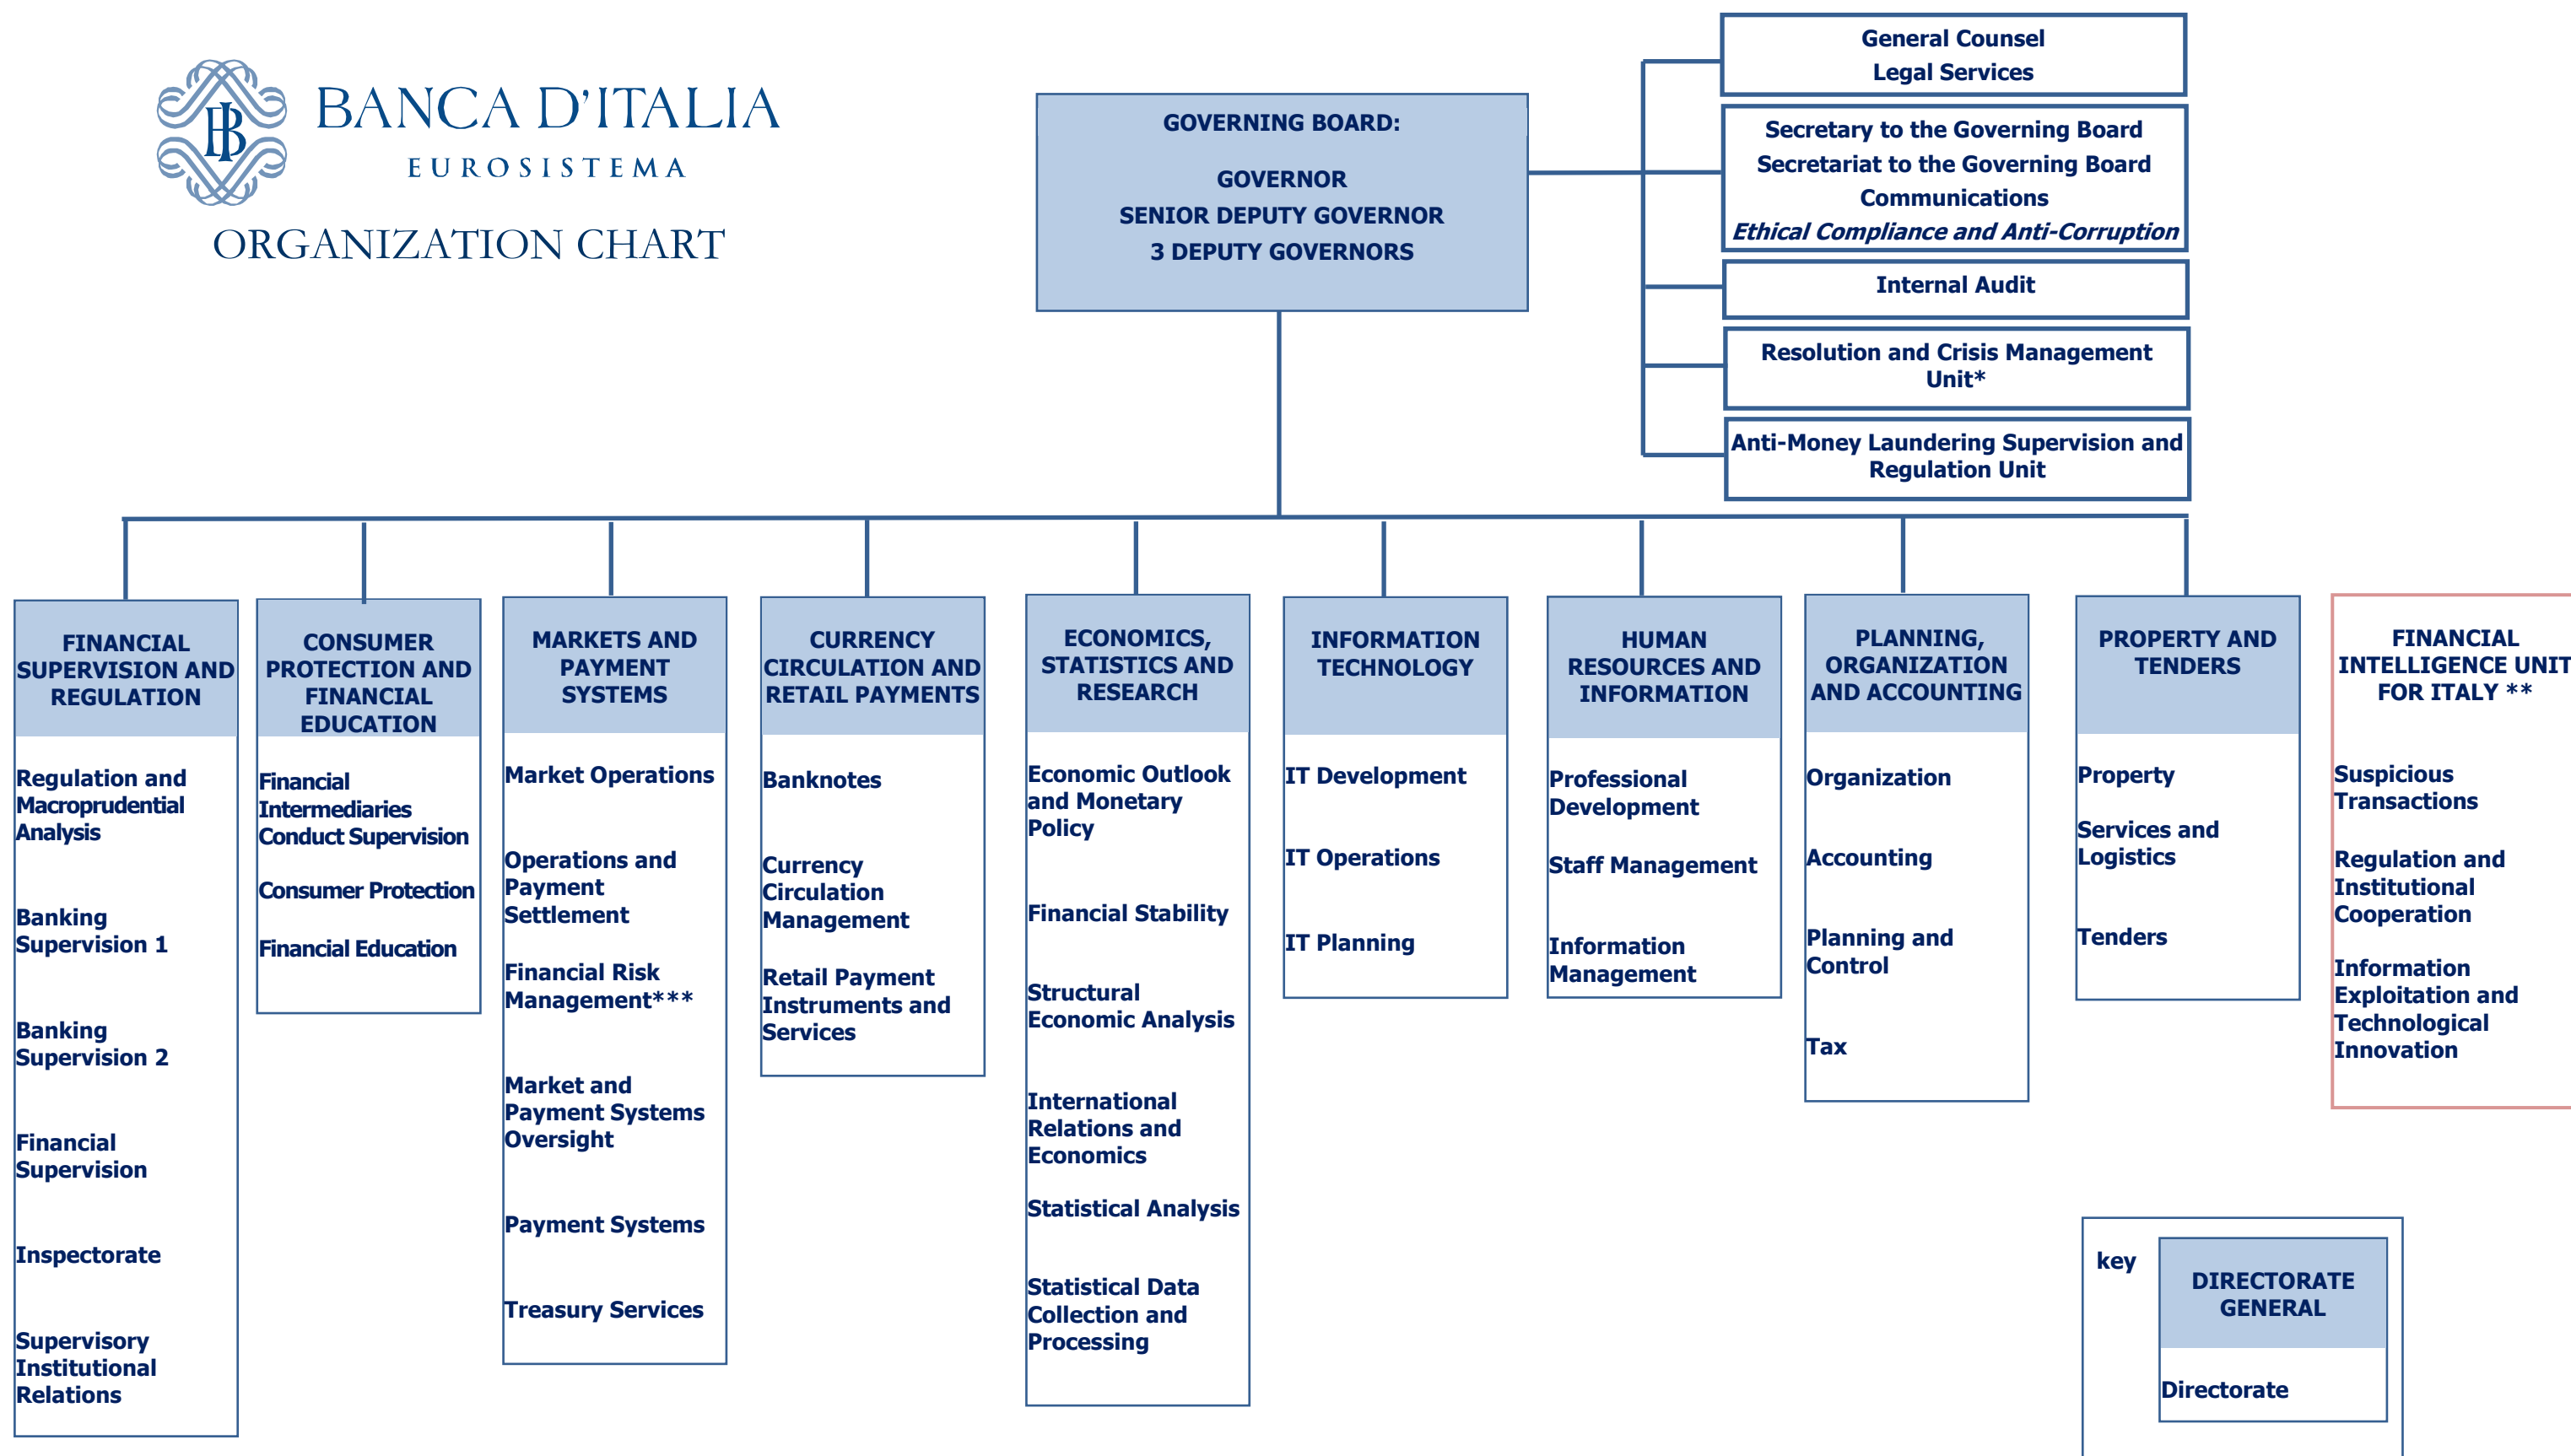 BANCA D'ITALIA
EUROSISTEMA
ORGANIZATION CHART
GOVERNING BOARD:
GOVERNOR
SENIOR DEPUTY GOVERNOR
3 DEPUTY GOVERNORS
General Counsel
Legal Services
Secretary to the Governing Board
Secretariat to the Governing Board
Communications
Ethical Compliance and Anti-Corruption
Internal Audit
Resolution and Crisis Management
Unit*
Anti-Money Laundering Supervision and
Regulation Unit
FINANCIAL
SUPERVISION AND
REGULATION
Regulation and
Macroprudential
Analysis
Banking
Supervision 1
Banking
Supervision 2
Financial
Supervision
Inspectorate
Supervisory
Institutional
Relations
CONSUMER
PROTECTION AND
FINANCIAL
EDUCATION
Financial
Intermediaries
Conduct Supervision
Consumer Protection
Financial Education
MARKETS AND
PAYMENT
SYSTEMS
Market Operations
Operations and
Payment
Settlement
Financial Risk
Management***
Market and
Payment Systems
Oversight
Payment Systems
Treasury Services
CURRENCY
CIRCULATION AND
RETAIL PAYMENTS
Banknotes
Currency
Circulation
Management
Retail Payment
Instruments and
Services
ECONOMICS,
STATISTICS AND
RESEARCH
Economic Outlook
and Monetary
Policy
Financial Stability
Structural
Economic Analysis
International
Relations and
Economics
Statistical Analysis
Statistical Data
Collection and
Processing
INFORMATION
TECHNOLOGY
IT Development
IT Operations
IT Planning
HUMAN
RESOURCES AND
INFORMATION
Professional
Development
Staff Management
Information
Management
PLANNING,
ORGANIZATION
AND ACCOUNTING
Organization
Accounting
Planning and
Control
Tax
PROPERTY AND
TENDERS
Property
Services and
Logistics
Tenders
FINANCIAL
INTELLIGENCE UNIT
FOR ITALY **
Suspicious
Transactions
Regulation and
Institutional
Cooperation
Information
Exploitation and
Technological
Innovation
key
DIRECTORATE
GENERAL
Directorate